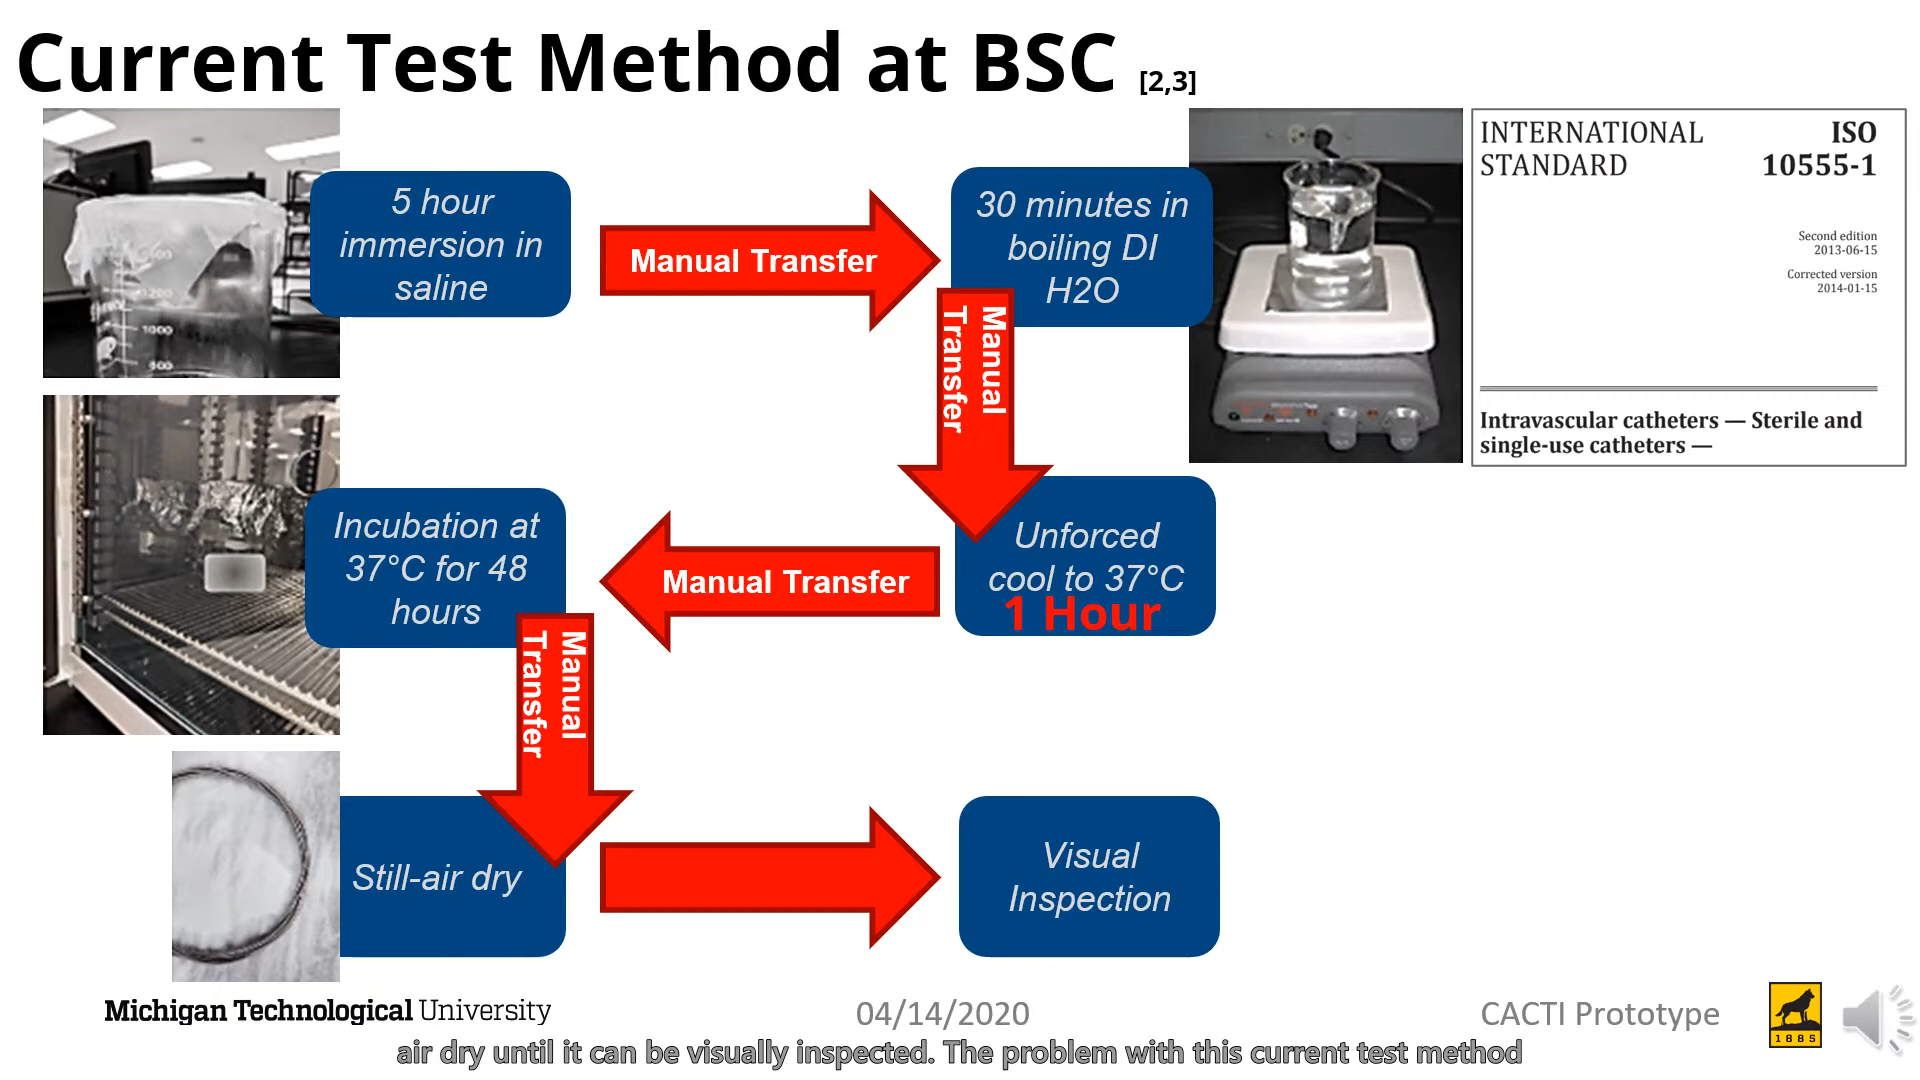 Current Test Method at BSC [2,3]
5 hour
immersion in
saline
Manual Transfer
30 minutes in
boiling DI
H2O
INTERNATIONAL
STANDARD
ISO
10555-1
Second edition
2013-06-15
Corrected version
2014-01-15
Intravascular catheters — Sterile and
single-use catheters —
1000
Manual
Transfer
Unforced
cool to 37°C
1 Hour
Manual Transfer
Incubation at
37°C for 48
hours
Manual
Transfer
Still-air dry
Visual
Inspection
Michigan Technological University
04/14/2020
CACTI Prototype
1885
air dry until it can be visually inspected. The problem with this current test method